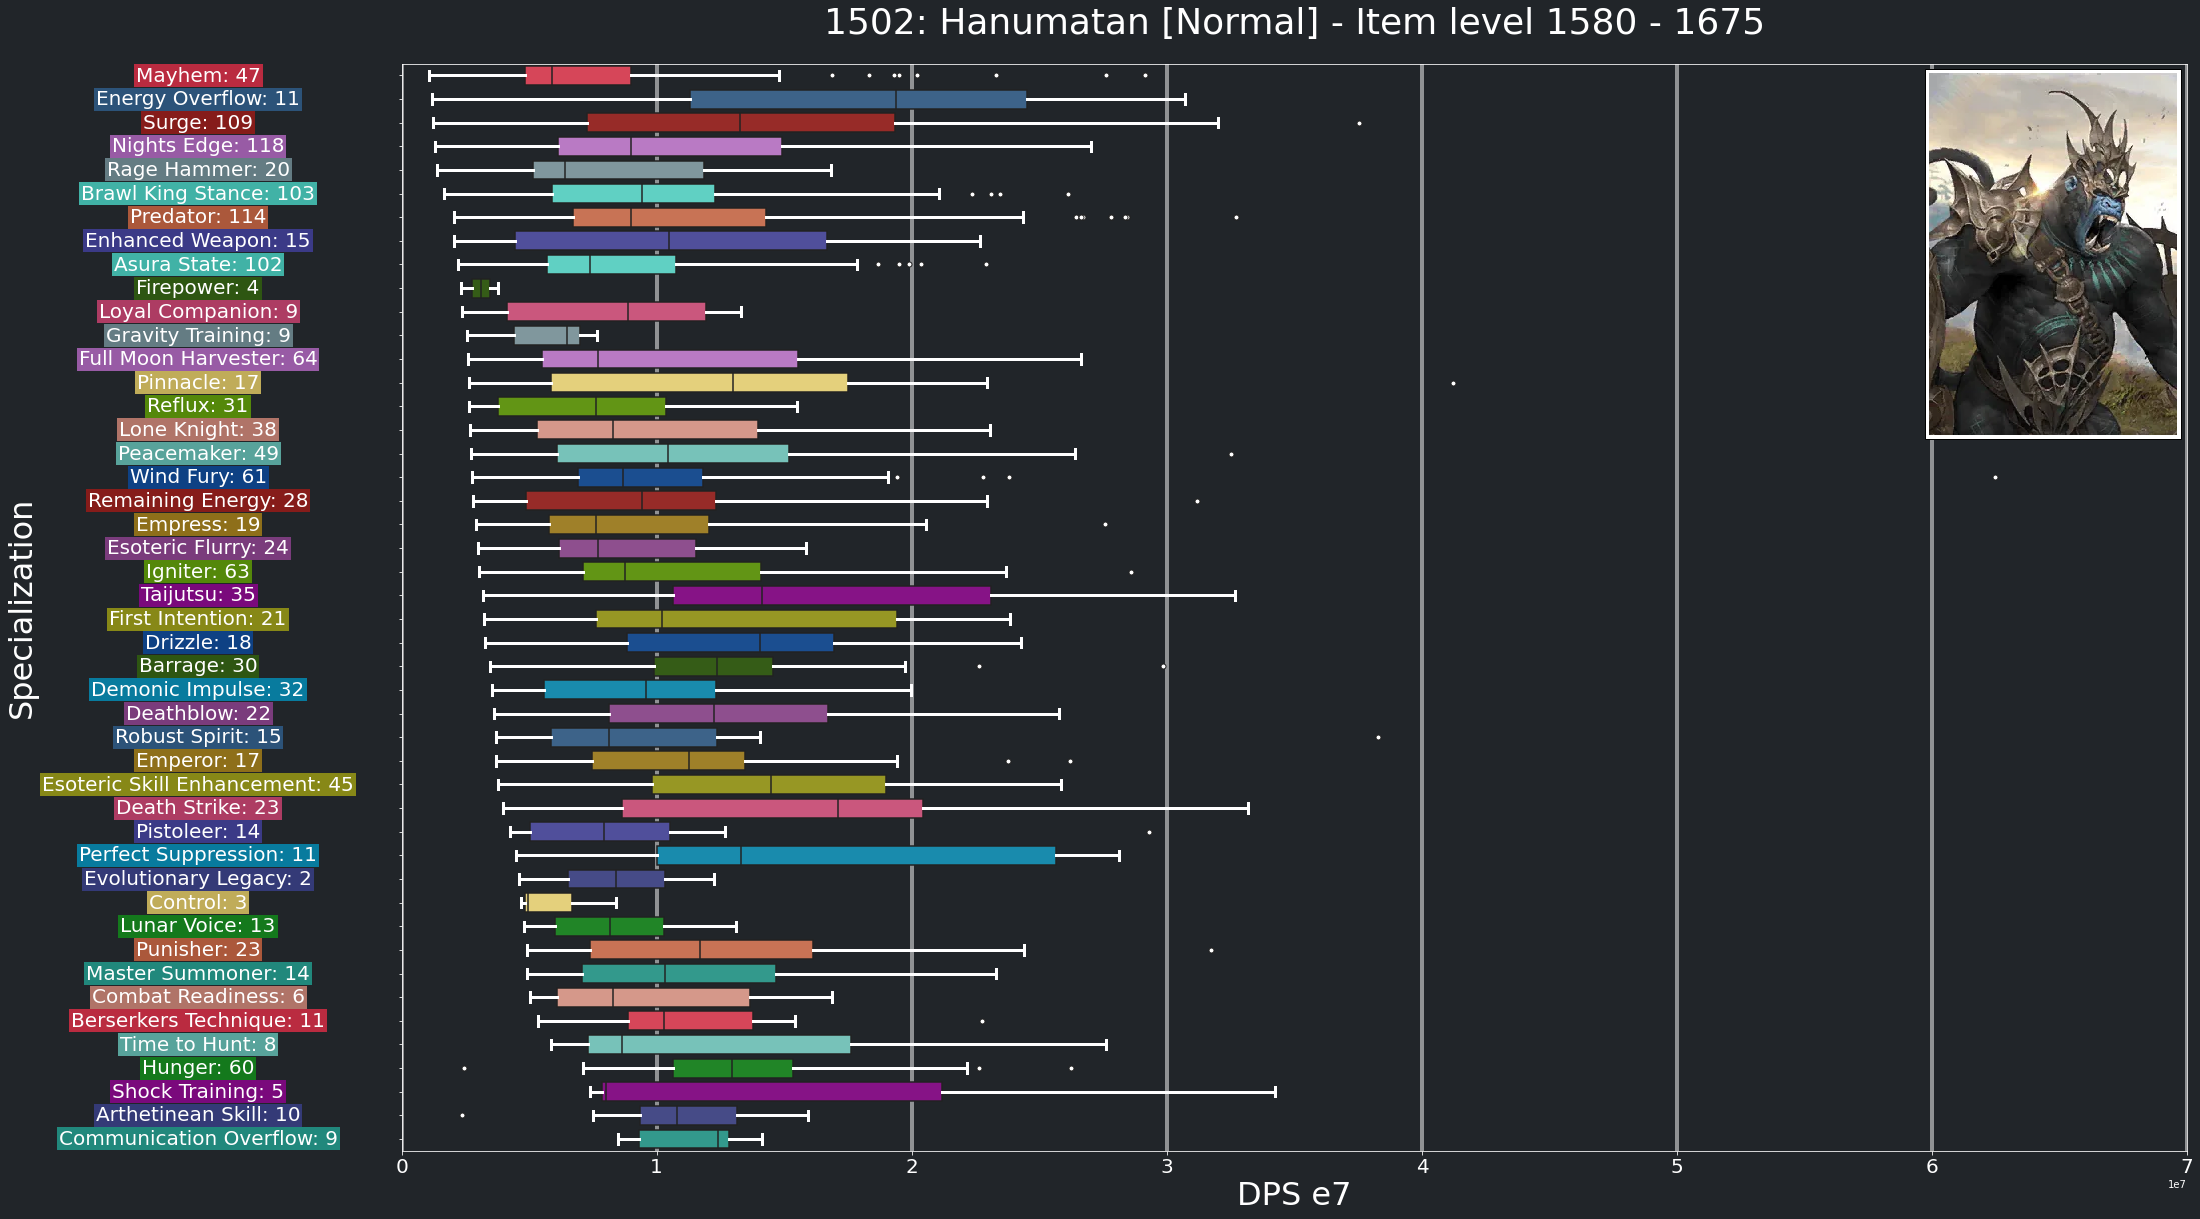 1502: Hanumatan [Normal] - Item level 1580 - 1675
Mayhem: 47
Energy Overflow: 11
Surge: 109
Nights Edge: 118
Rage Hammer: 20
Brawl King Stance: 103
Predator: 114
Enhanced Weapon: 15
Asura State: 102
Firepower: 4
Loyal Companion: 9
Gravity Training: 9
Full Moon Harvester: 64
Pinnacle: 17
Reflux: 31
Lone Knight: 38
Peacemaker: 49
Wind Fury: 61
Remaining Energy: 28
Empress: 19
Esoteric Flurry: 24
Igniter: 63
Taijutsu: 35
First Intention: 21
Drizzle: 18
Barrage: 30
Demonic Impulse: 32
Deathblow: 22
Robust Spirit: 15
Emperor: 17
Esoteric Skill Enhancement: 45
Death Strike: 23
Pistoleer: 14
Perfect Suppression: 11
Evolutionary Legacy: 2
Control: 3
Lunar Voice: 13
Punisher: 23
Master Summoner: 14
Combat Readiness: 6
Berserkers Technique: 11
Time to Hunt: 8
Hunger: 60
Shock Training: 5
Arthetinean Skill: 10
Communication Overflow: 9
Specialization
0 1 2 3 4 5 6 7
1e7
DPS e7